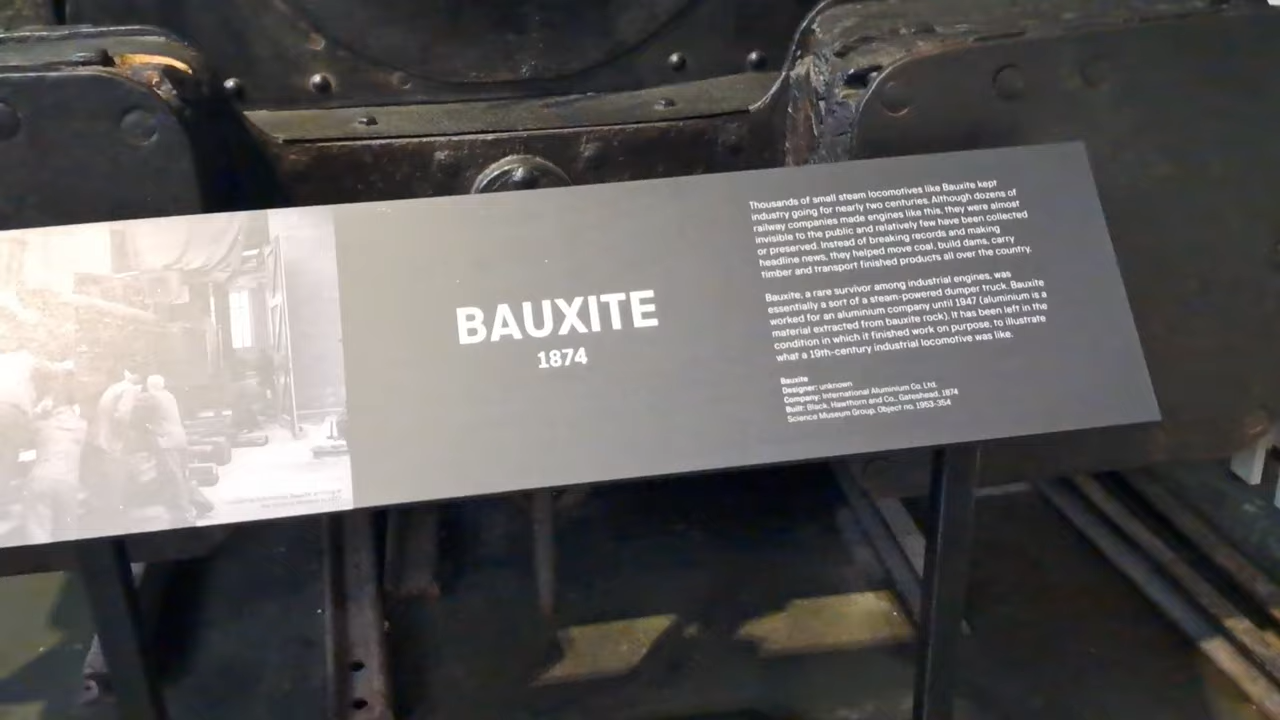 BAUXITE
1874
Thousands of small steam locomotives like Bauxite kept
industry going for nearly two centuries. Although dozens of
railway companies made engines like this, they were almost
invisible to the public and relatively few have been collected
or preserved. Instead of breaking records and making
headline news, they helped move coal, build dams, carry
timber and transport finished products all over the country.
Bauxite, a rare survivor among industrial engines, was
essentially a sort of a steam-powered dumper truck. Bauxite
worked for an aluminium company until 1947 (aluminium is a
material extracted from bauxite rock). It has been left in the
condition in which it finished work on purpose, to illustrate
what a 19th-century industrial locomotive was like.
Bauxite
Designer: unknown
Company: International Aluminium Co. Ltd.
Built: Black, Hawthorn and Co., Gateshead, 1874
Science Museum Group. Object no. 1953-354